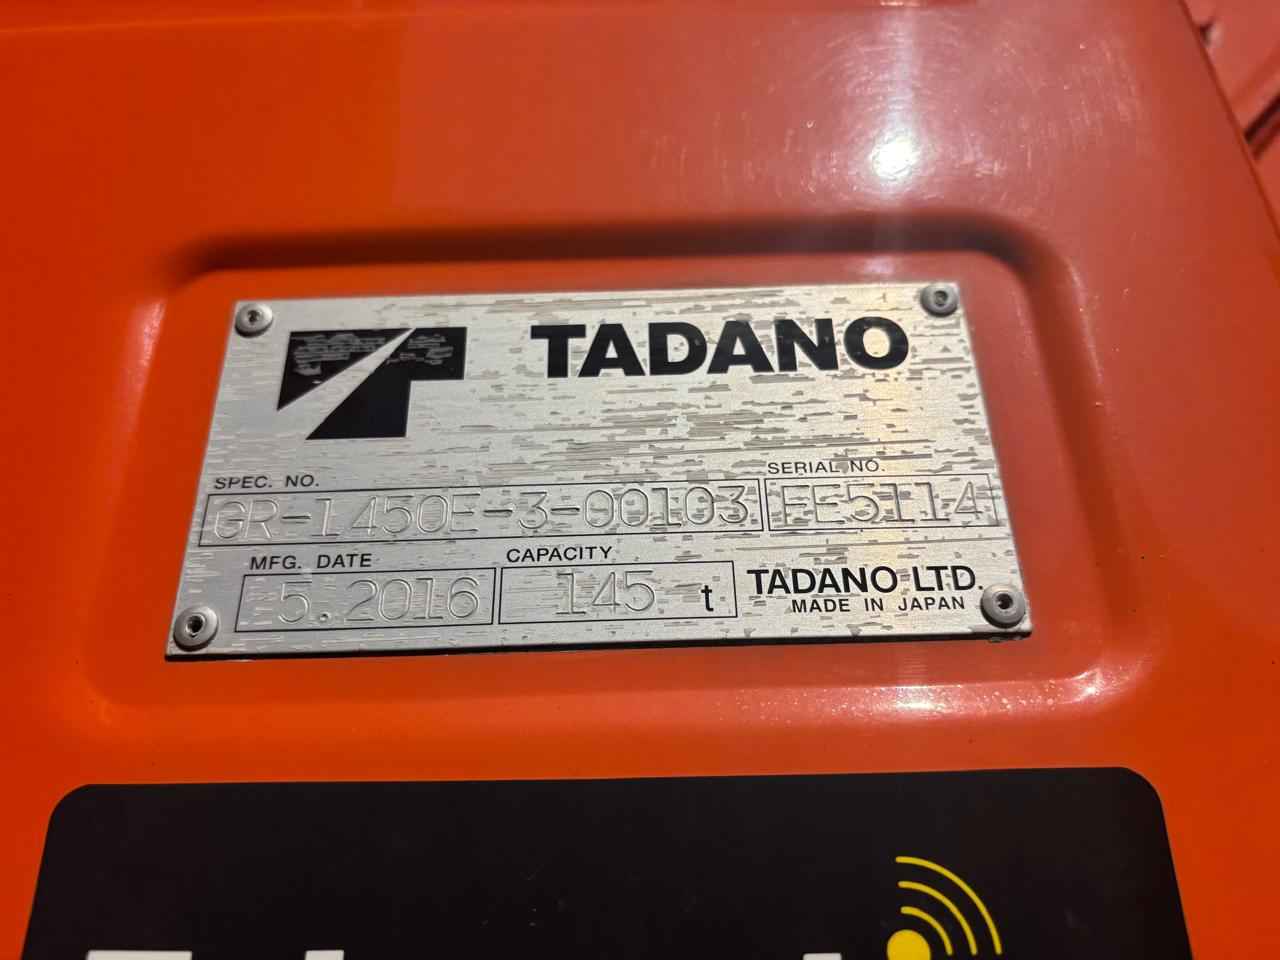 TADANO
SPEC. NO.
SERIAL NO.
GR-1450E-3-00103
FE5114
MFG. DATE
CAPACITY
5.2016
145 t
TADANO LTD.
MADE IN JAPAN